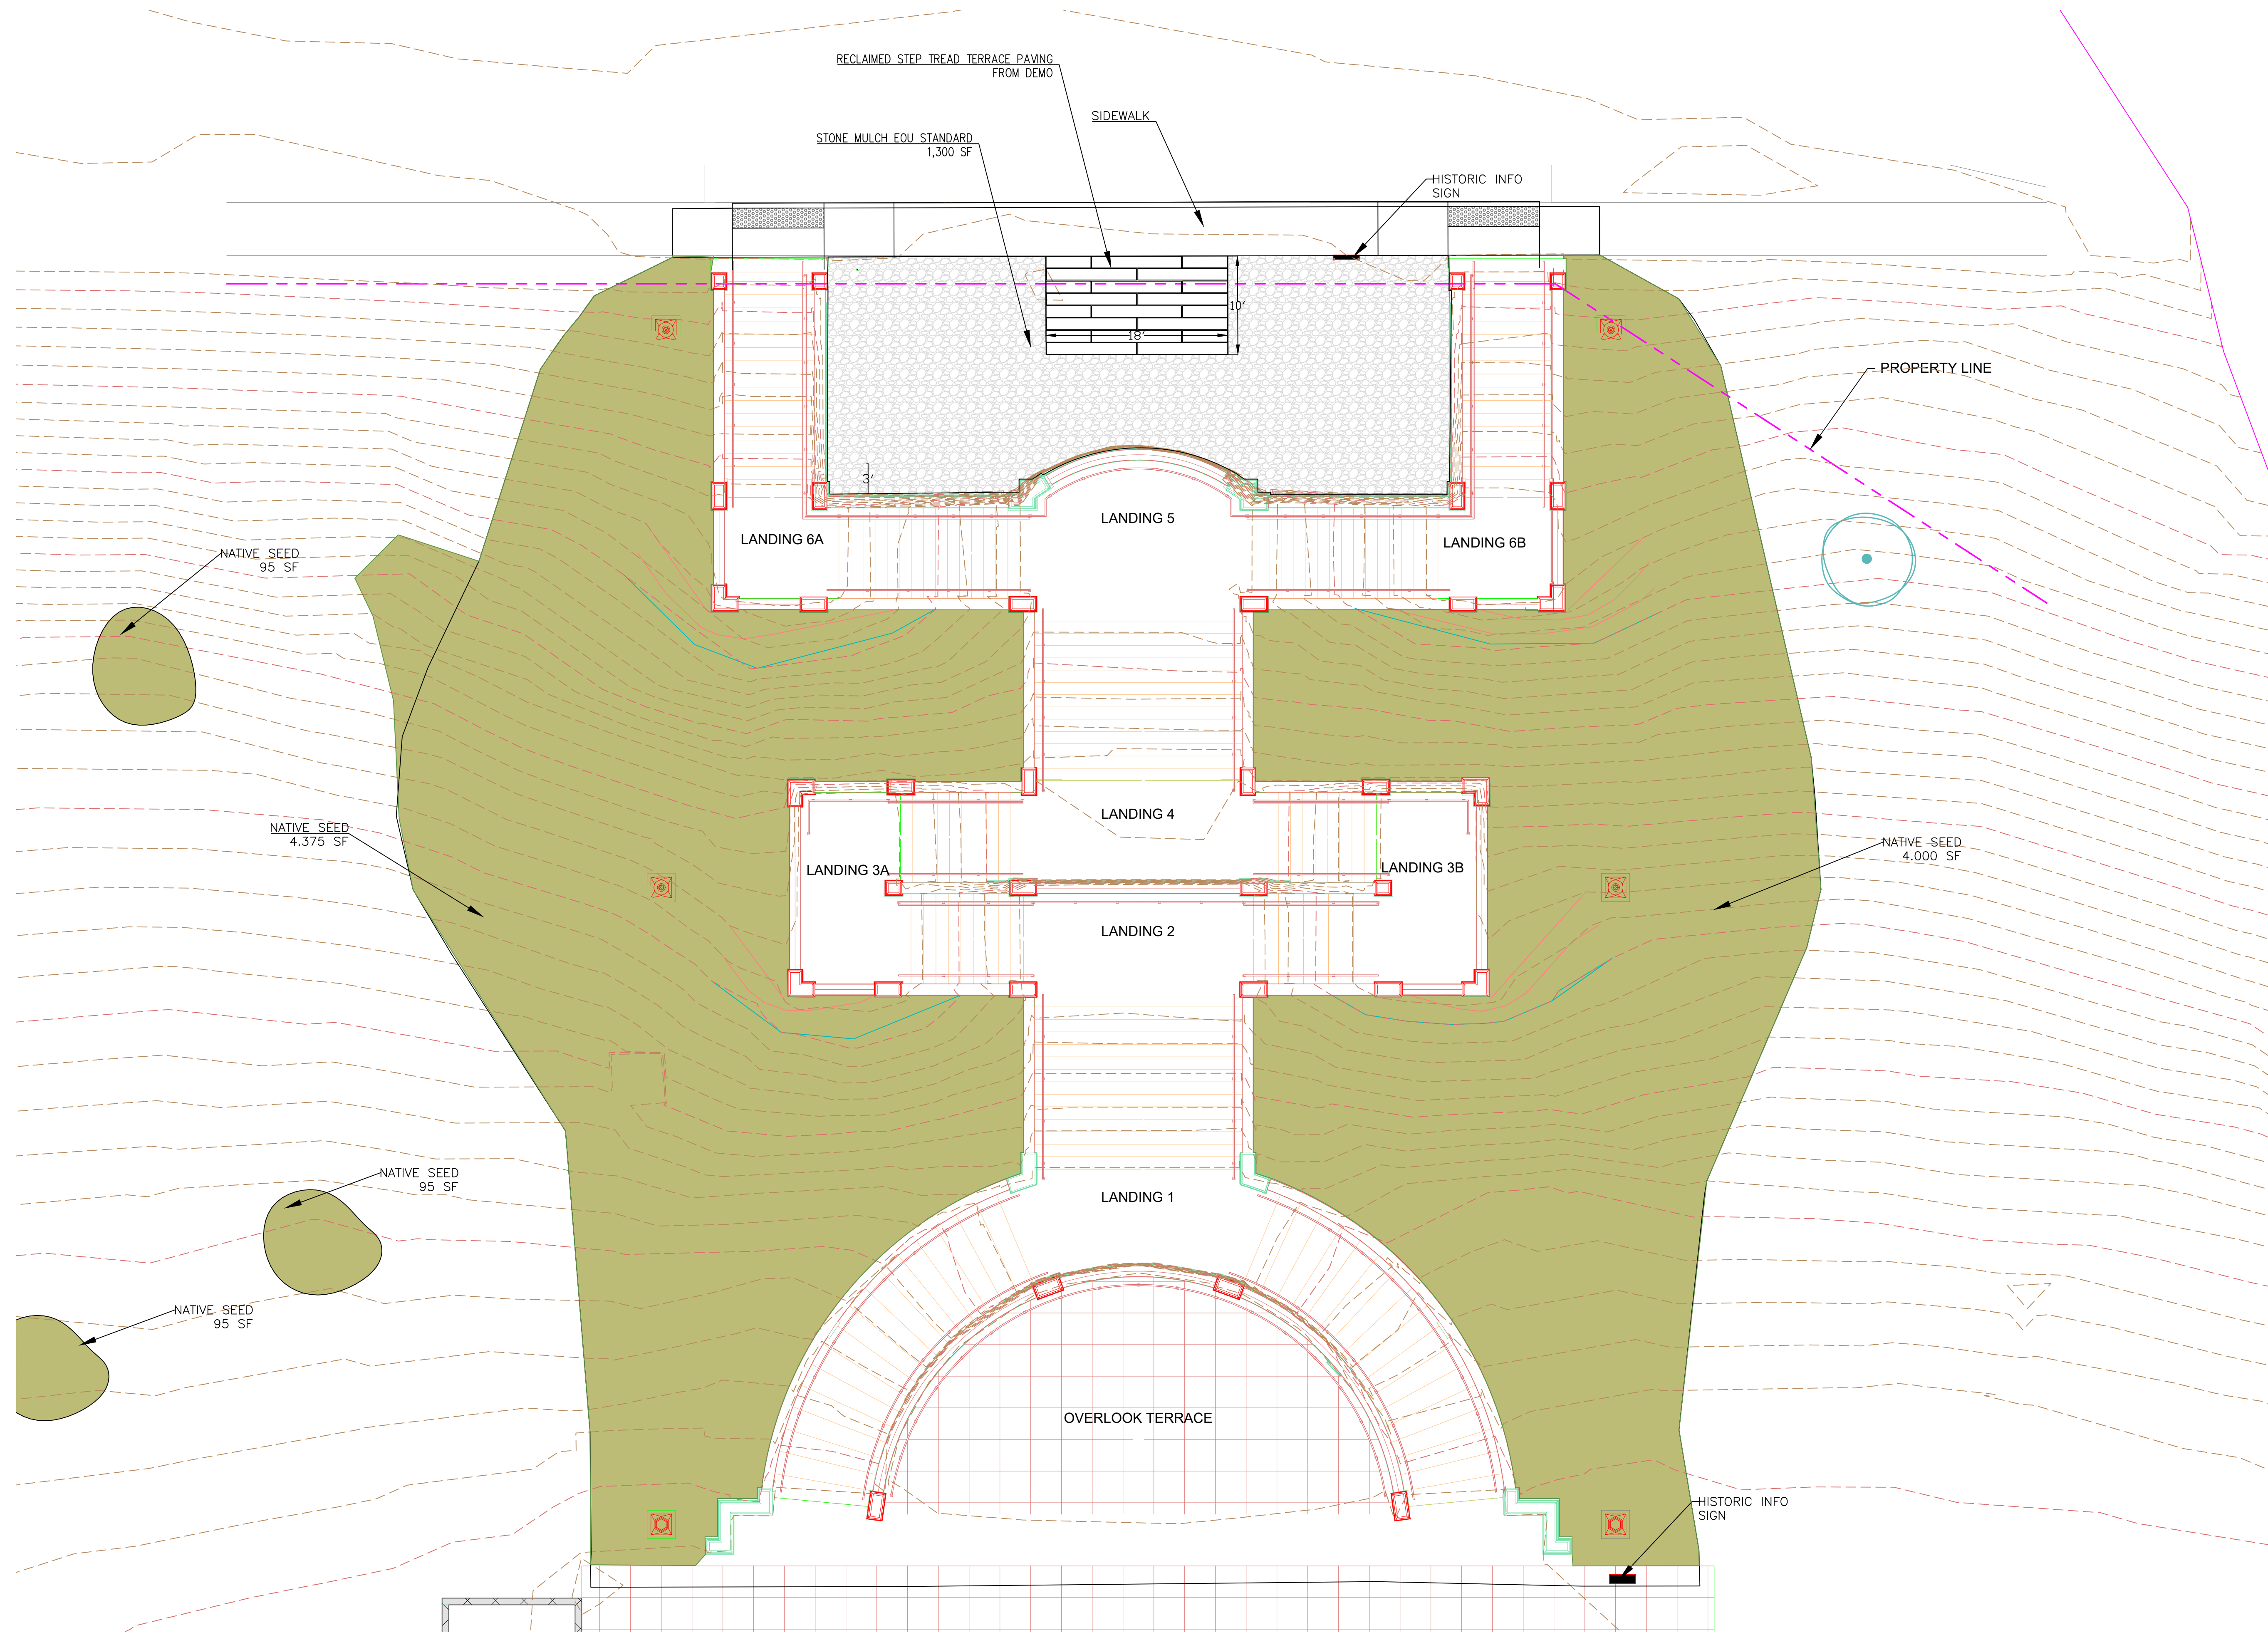 RECLAIMED STEP TREAD TERRACE PAVING
FROM DEMO
SIDEWALK
STONE MULCH EOU STANDARD
1,300 SF
HISTORIC INFO
SIGN
10'
18'
PROPERTY LINE
3'
LANDING 5
LANDING 6A
LANDING 6B
NATIVE SEED
95 SF
LANDING 4
NATIVE SEED
4.375 SF
NATIVE SEED
4.000 SF
LANDING 3A
LANDING 3B
LANDING 2
NATIVE SEED
95 SF
LANDING 1
NATIVE SEED
95 SF
OVERLOOK TERRACE
HISTORIC INFO
SIGN